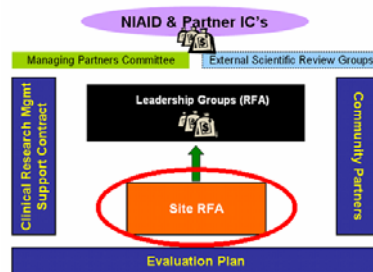 NIAID & Partner IC's
Managing Partners Committee
External Scientific Review Groups
Clinical Research Mgmt
Support Contract
Leadership Groups (RFA)
Community
Partners
Site RFA
Evaluation Plan